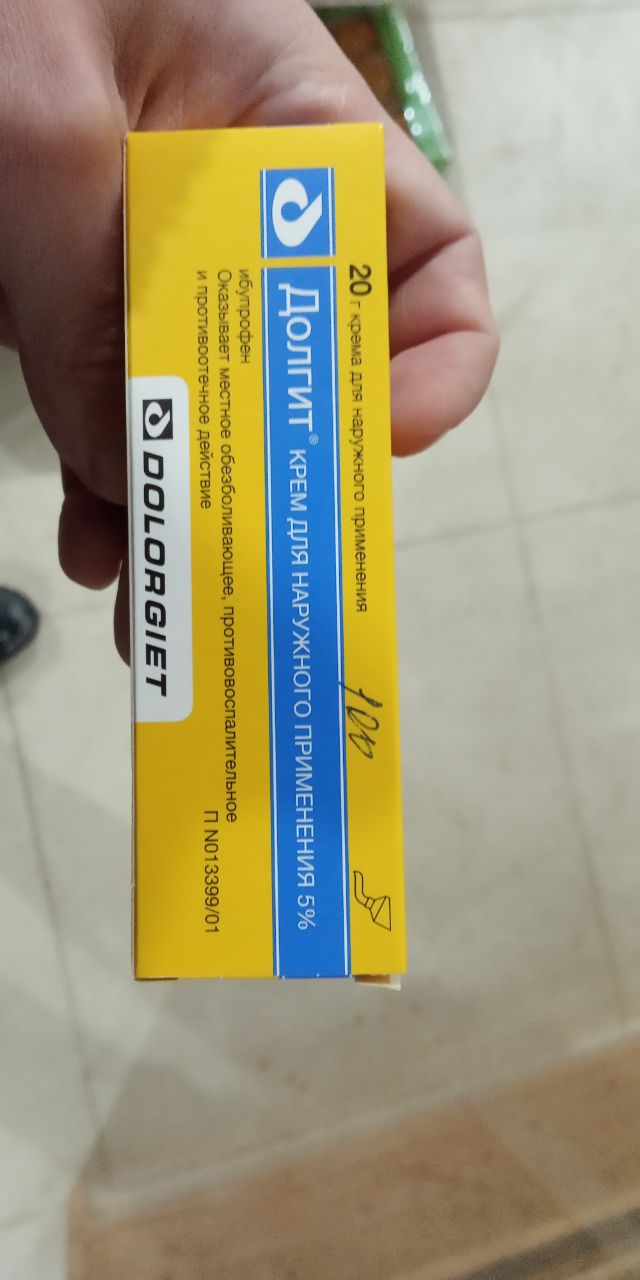 20 г крема для наружного применения
100
Долгит® КРЕМ ДЛЯ НАРУЖНОГО ПРИМЕНЕНИЯ 5%
ибупрофен
Оказывает местное обезболивающее, противовоспалительное
и противоотечное действие
П N013399/01
DOLORGIET